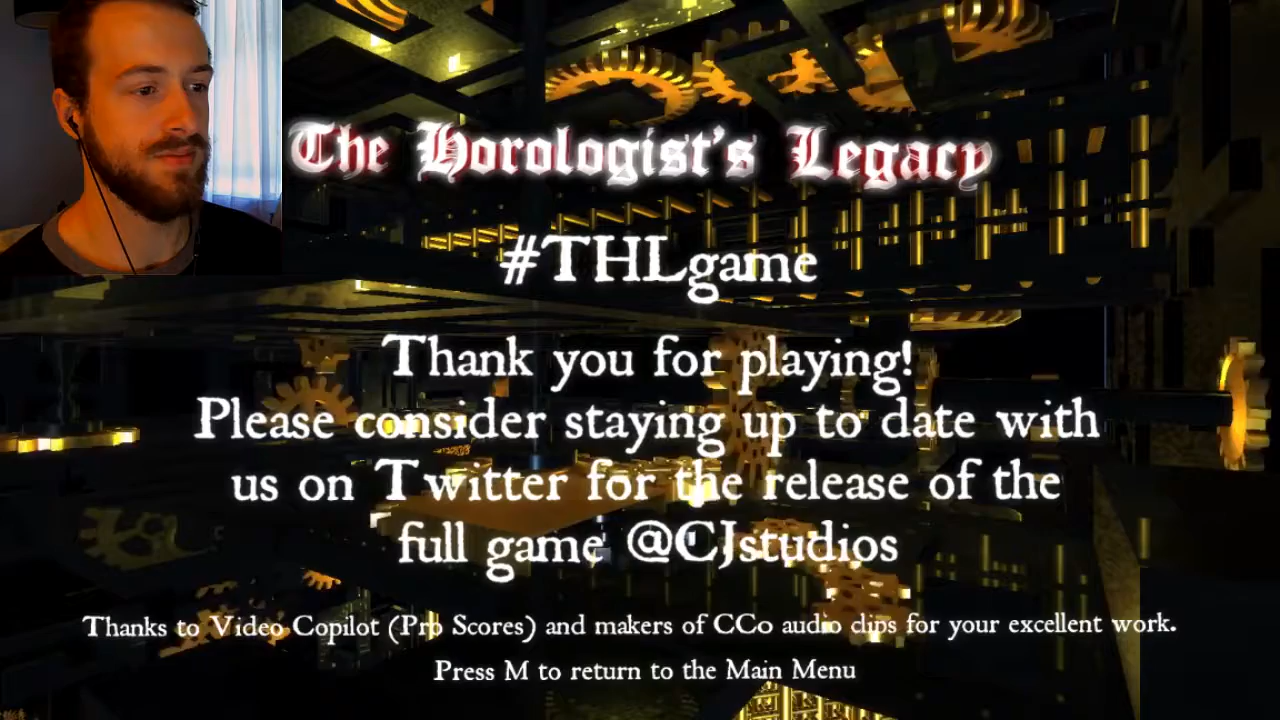 The Horologist's Legacy
#THLgame
Thank you for playing!
Please consider staying up to date with
us on Twitter for the release of the
full game @CJstudios
Thanks to Video Copilot (Pro Scores) and makers of CC0 audio clips for your excellent work.
Press M to return to the Main Menu